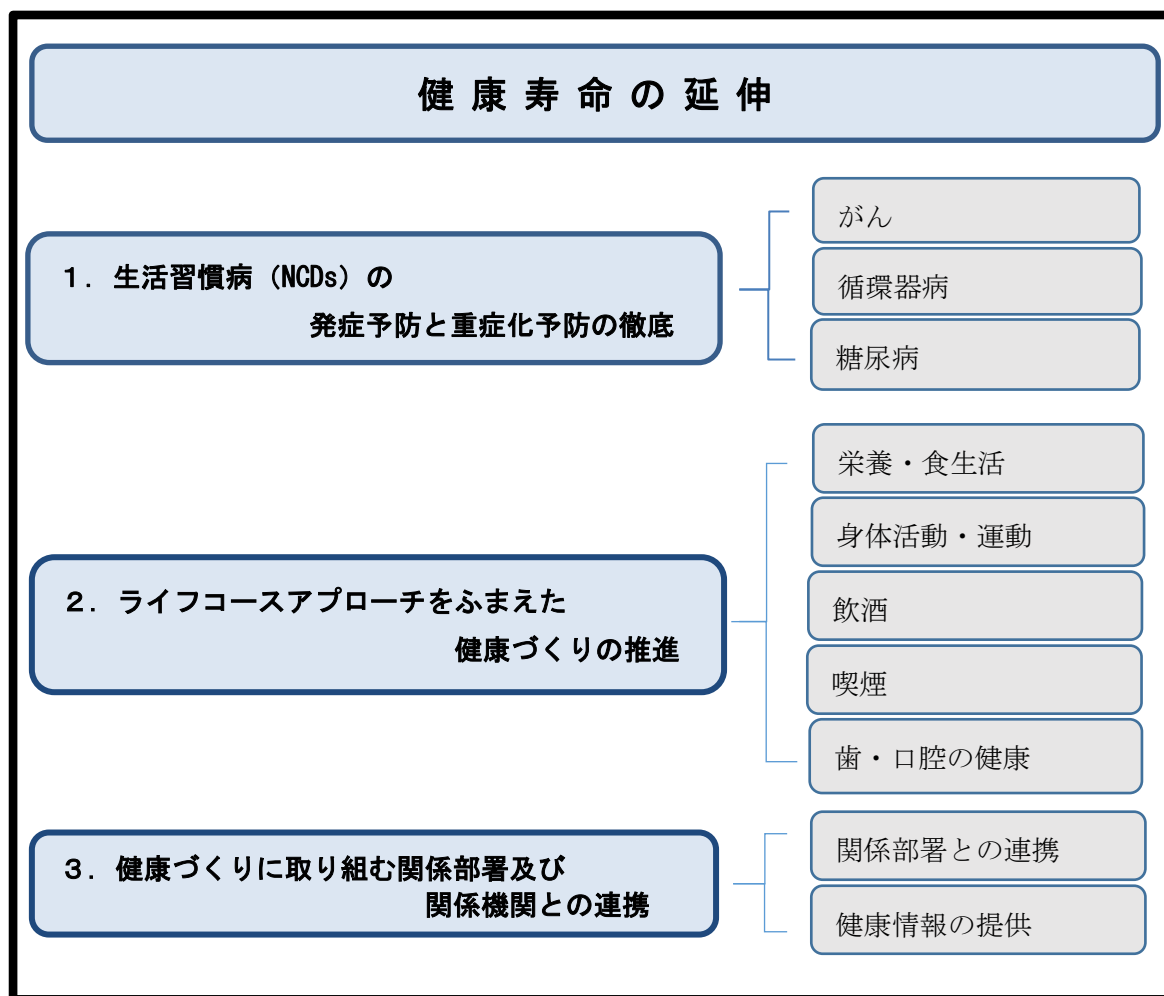 健康寿命の延伸
１．生活習慣病（NCDs）の
発症予防と重症化予防の徹底
がん
循環器病
糖尿病
２．ライフコースアプローチをふまえた
健康づくりの推進
栄養・食生活
身体活動・運動
飲酒
喫煙
歯・口腔の健康
３．健康づくりに取り組む関係部署及び
関係機関との連携
関係部署との連携
健康情報の提供